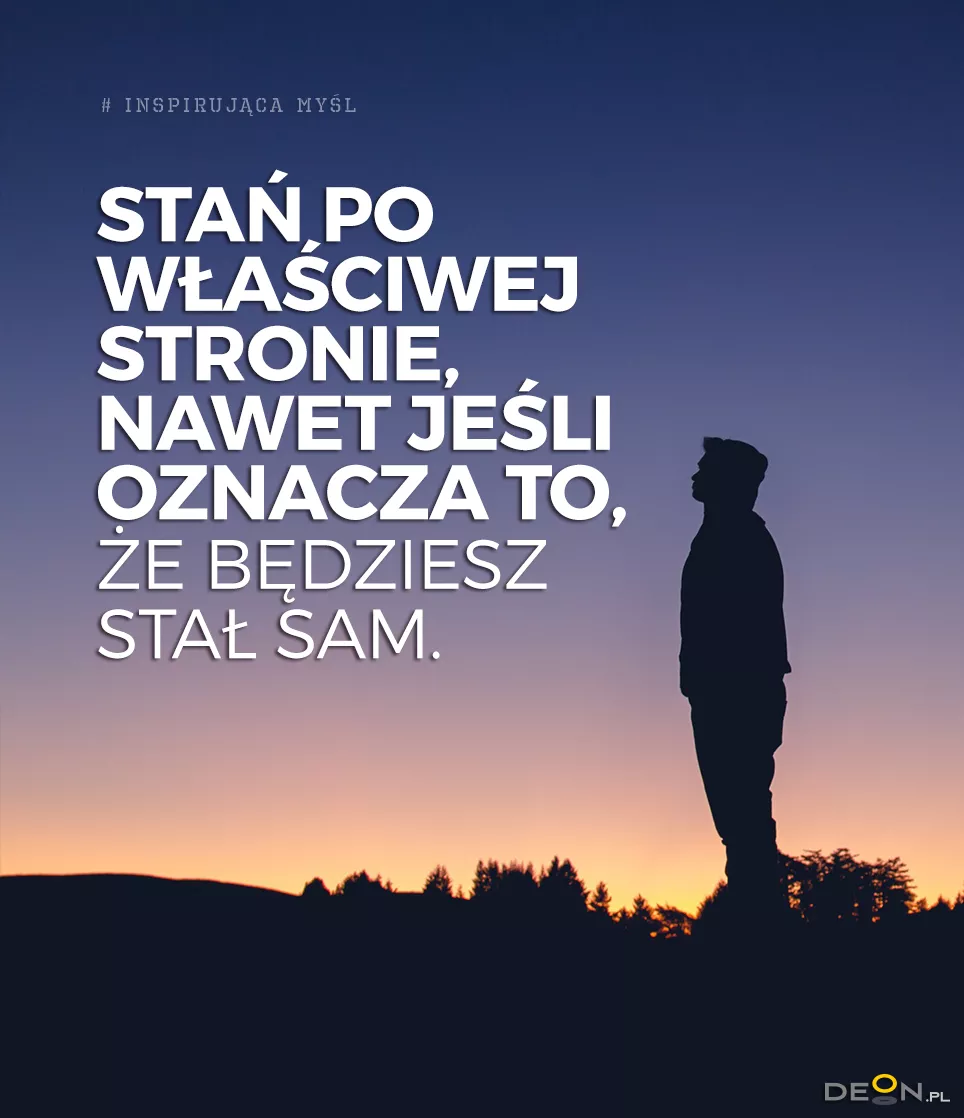 # INSPIRUJĄCA MYŚL
STAŃ PO
WŁAŚCIWEJ
STRONIE,
NAWET JEŚLI
OZNACZA TO,
ŻE BĘDZIESZ
STAŁ SAM.
DEON.PL